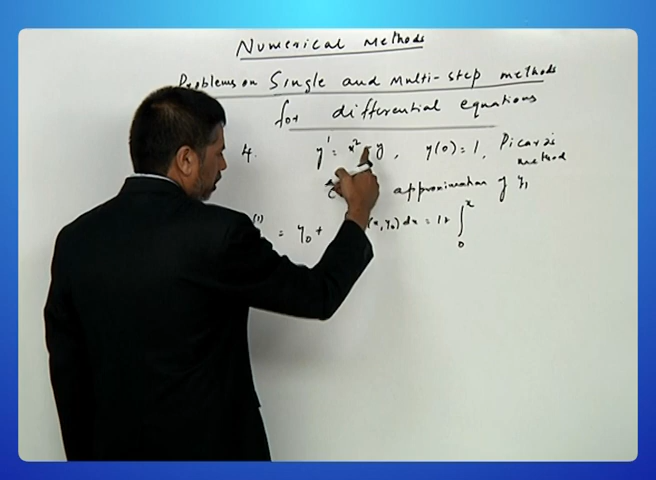 Numerical Methods
Problems on Single and Multi-step methods
for differential equations
4. y' = x² - y, y(0) = 1, Picard's
method
approximation of y₁
(1) = y₀ + (x, y₀) dx = 1 + ∫₀ˣ